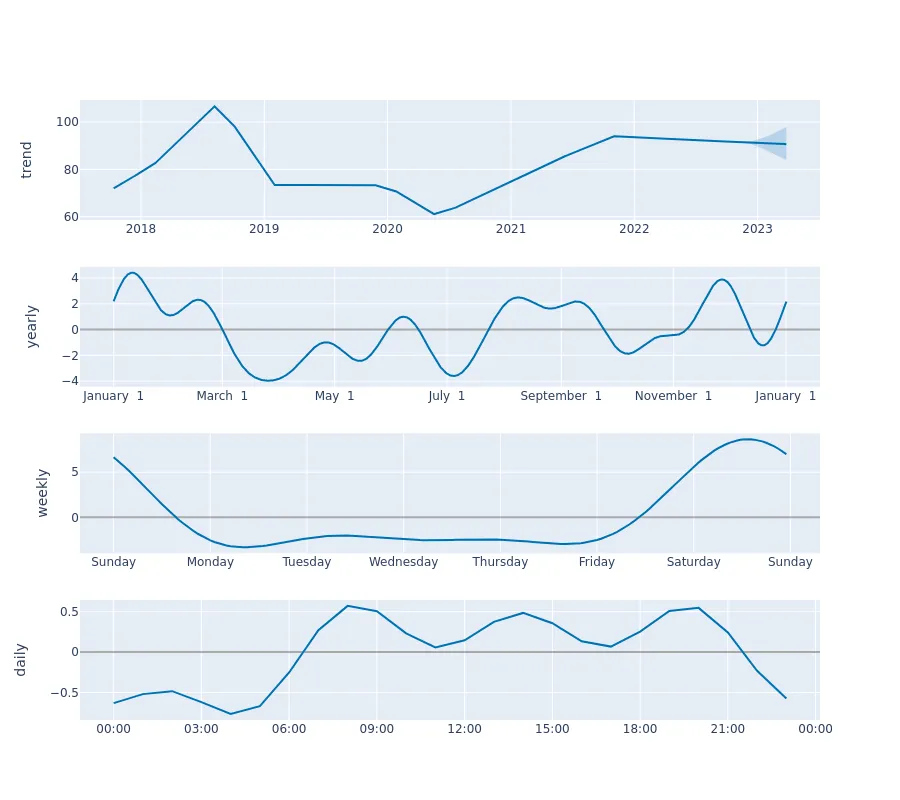 trend
100
80
60
2018 2019 2020 2021 2022 2023
yearly
4
2
0
−2
−4
January 1 March 1 May 1 July 1 September 1 November 1 January 1
weekly
5
0
Sunday Monday Tuesday Wednesday Thursday Friday Saturday Sunday
daily
0.5
0
−0.5
00:00 03:00 06:00 09:00 12:00 15:00 18:00 21:00 00:00